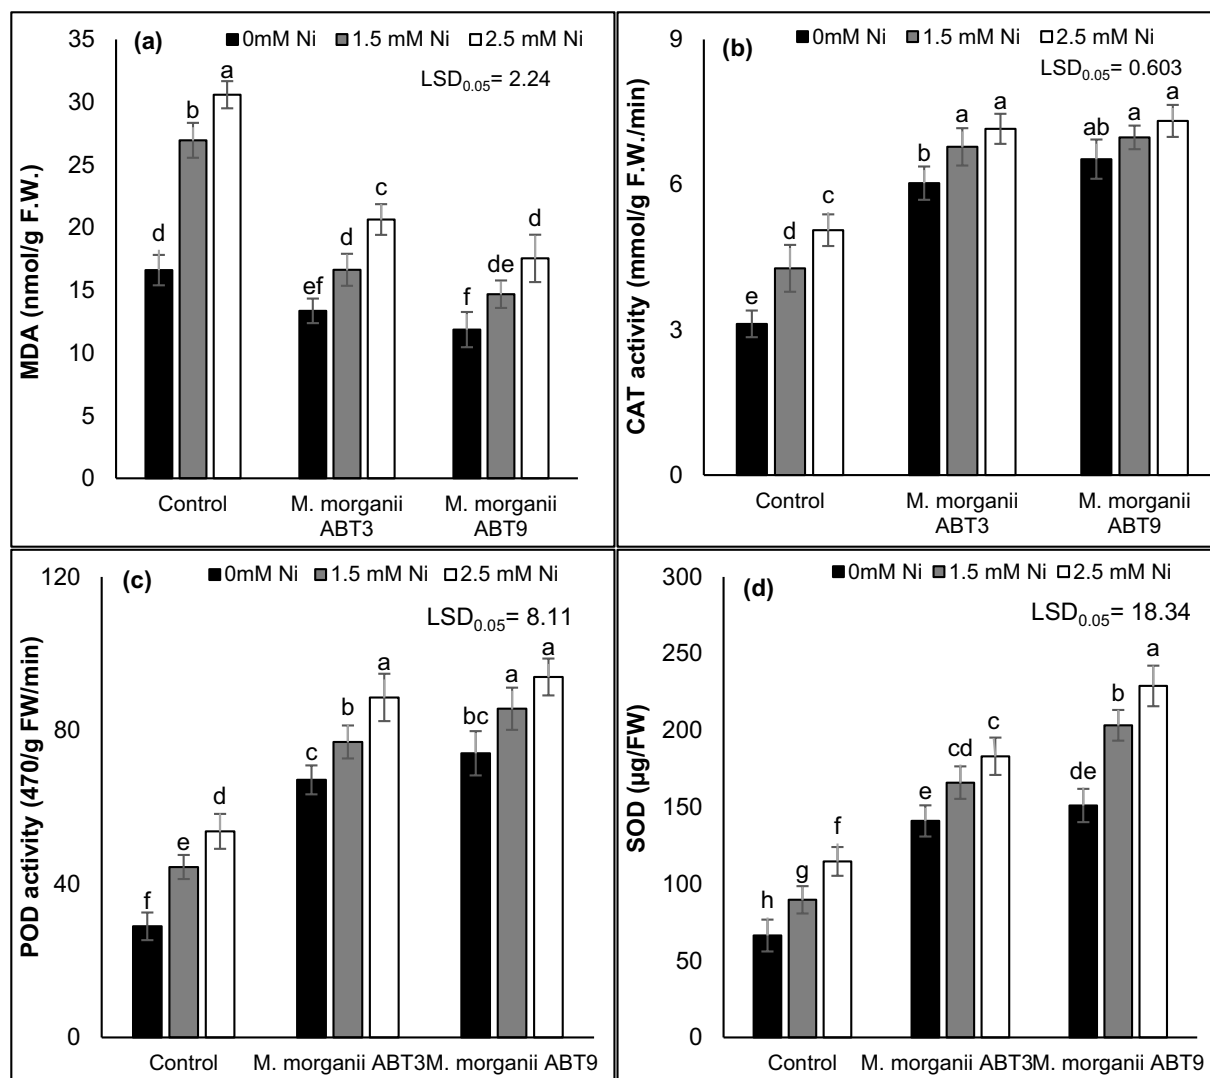 (a)
0mM Ni 1.5 mM Ni 2.5 mM Ni
LSD0.05= 2.24
MDA (nmol/g F.W.)
35
30
25
20
15
10
5
0
d b a
ef d c
f de d
Control
M. morganii ABT3
M. morganii ABT9
(b)
0mM Ni 1.5 mM Ni 2.5 mM Ni
LSD0.05= 0.603
CAT activity (mmol/g F.W./min)
9
6
3
0
e d c
b a a
ab a a
Control
M. morganii ABT3
M. morganii ABT9
(c)
0mM Ni 1.5 mM Ni 2.5 mM Ni
LSD0.05= 8.11
POD activity (470/g FW/min)
120
80
40
0
f e d
c b a
bc a a
Control M. morganii ABT3 M. morganii ABT9
(d)
0mM Ni 1.5 mM Ni 2.5 mM Ni
LSD0.05= 18.34
SOD (µg/FW)
300
250
200
150
100
50
0
h g f
e cd c
de b a
Control M. morganii ABT3 M. morganii ABT9